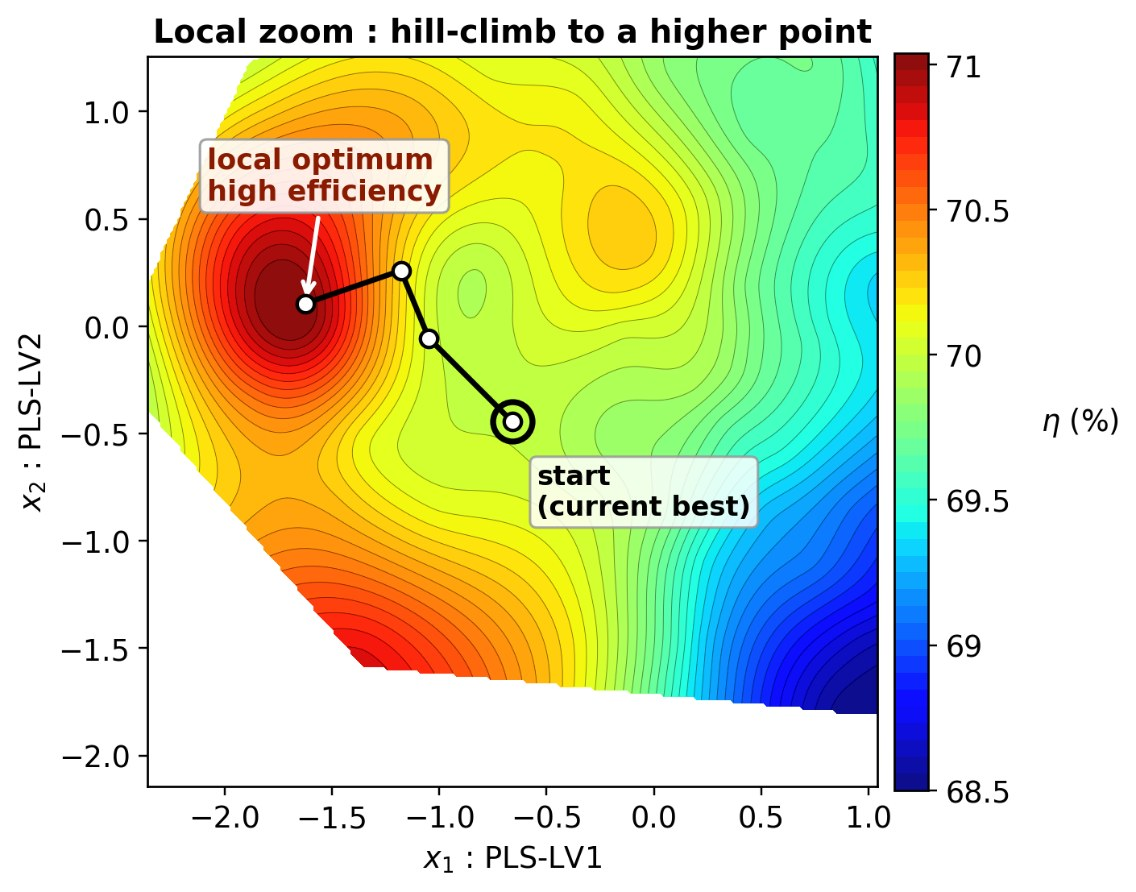 Local zoom : hill-climb to a higher point
local optimum
high efficiency
start
(current best)
1.0
0.5
0.0
−0.5
−1.0
−1.5
−2.0
x₂ : PLS-LV2
−2.0 −1.5 −1.0 −0.5 0.0 0.5 1.0
x₁ : PLS-LV1
71
70.5
70
69.5
69
68.5
η (%)